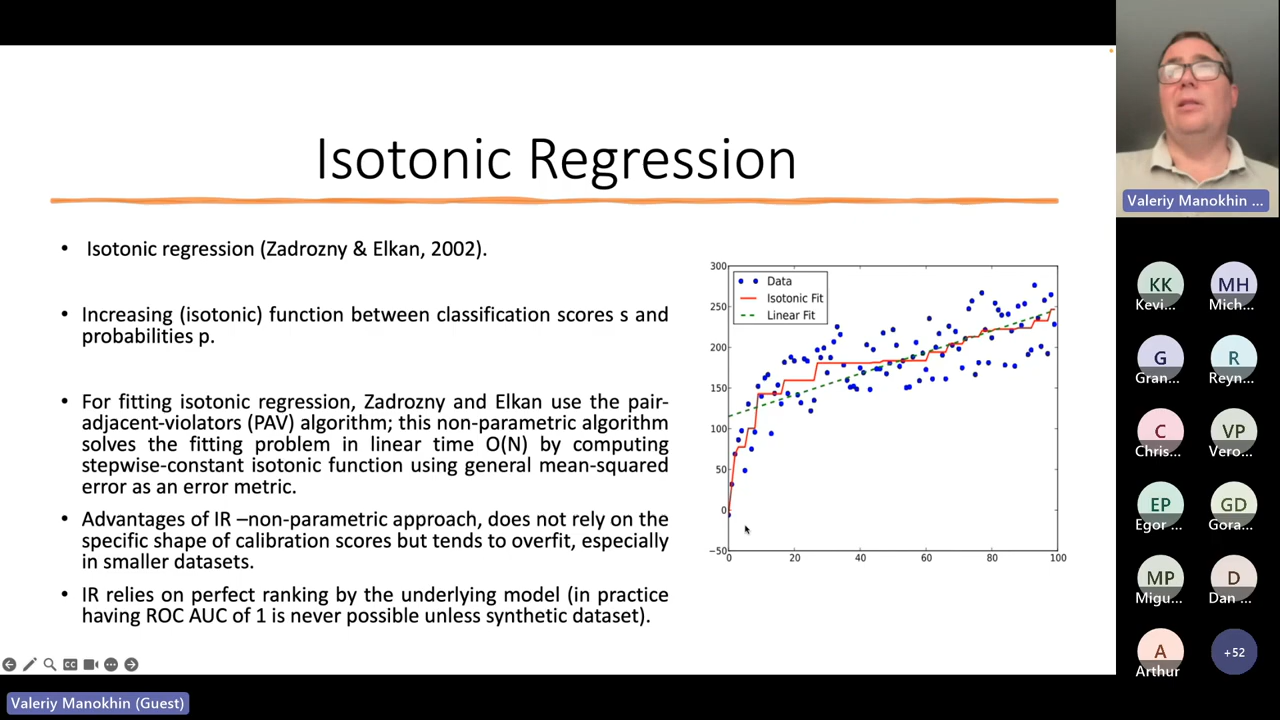 Isotonic Regression
• Isotonic regression (Zadrozny & Elkan, 2002).
• Increasing (isotonic) function between classification scores s and
probabilities p.
• For fitting isotonic regression, Zadrozny and Elkan use the pair-
adjacent-violators (PAV) algorithm; this non-parametric algorithm
solves the fitting problem in linear time O(N) by computing
stepwise-constant isotonic function using general mean-squared
error as an error metric.
• Advantages of IR –non-parametric approach, does not rely on the
specific shape of calibration scores but tends to overfit, especially
in smaller datasets.
• IR relies on perfect ranking by the underlying model (in practice
having ROC AUC of 1 is never possible unless synthetic dataset).
300
250
200
150
100
50
0
−50
0 20 40 60 80 100
Data
Isotonic Fit
Linear Fit
CC
Valeriy Manokhin (Guest)
Valeriy Manokhin ...
KK MH
Kevi... Mich...
G R
Gran... Reyn...
C VP
Chris... Vero...
EP GD
Egor ... Gora...
MP D
Migu... Dan ...
A +52
Arthur